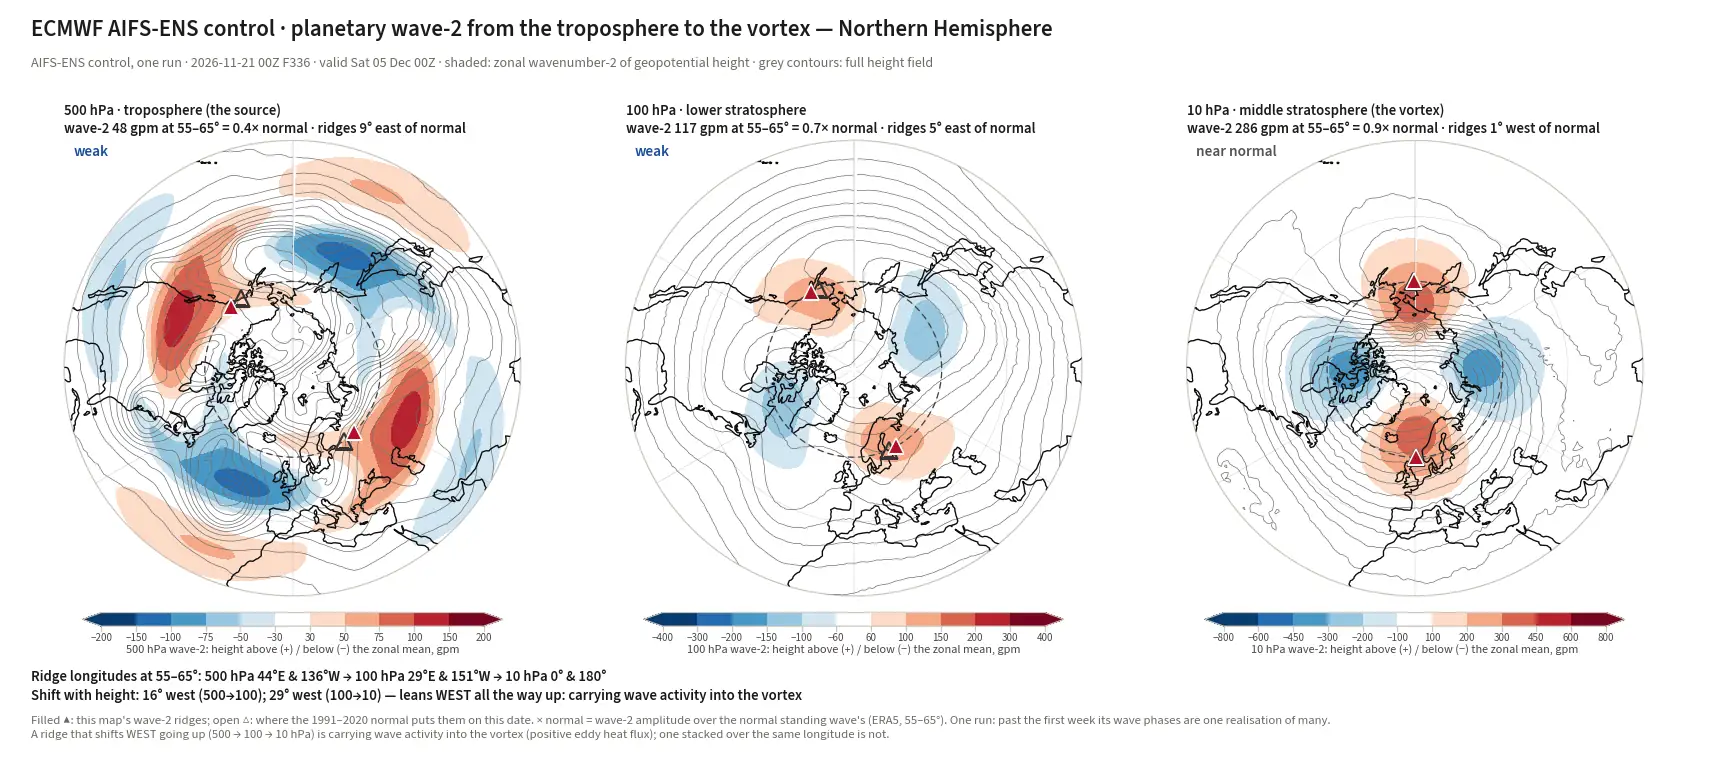 ECMWF AIFS-ENS control · planetary wave-2 from the troposphere to the vortex — Northern Hemisphere
AIFS-ENS control, one run · 2026-11-21 00Z F336 · valid Sat 05 Dec 00Z · shaded: zonal wavenumber-2 of geopotential height · grey contours: full height field
500 hPa · troposphere (the source)
wave-2 48 gpm at 55–65° = 0.4× normal · ridges 9° east of normal
weak
100 hPa · lower stratosphere
wave-2 117 gpm at 55–65° = 0.7× normal · ridges 5° east of normal
weak
10 hPa · middle stratosphere (the vortex)
wave-2 286 gpm at 55–65° = 0.9× normal · ridges 1° west of normal
near normal
−200 −150 −100 −75 −50 −30 30 50 75 100 150 200
500 hPa wave-2: height above (+) / below (−) the zonal mean, gpm
−400 −300 −200 −150 −100 −60 60 100 150 200 300 400
100 hPa wave-2: height above (+) / below (−) the zonal mean, gpm
−800 −600 −450 −300 −200 −100 100 200 300 450 600 800
10 hPa wave-2: height above (+) / below (−) the zonal mean, gpm
Ridge longitudes at 55–65°: 500 hPa 44°E & 136°W → 100 hPa 29°E & 151°W → 10 hPa 0° & 180°
Shift with height: 16° west (500→100); 29° west (100→10) — leans WEST all the way up: carrying wave activity into the vortex
Filled ▲: this map's wave-2 ridges; open △: where the 1991–2020 normal puts them on this date. × normal = wave-2 amplitude over the normal standing wave's (ERA5, 55–65°). One run: past the first week its wave phases are one realisation of many.
A ridge that shifts WEST going up (500 → 100 → 10 hPa) is carrying wave activity into the vortex (positive eddy heat flux); one stacked over the same longitude is not.